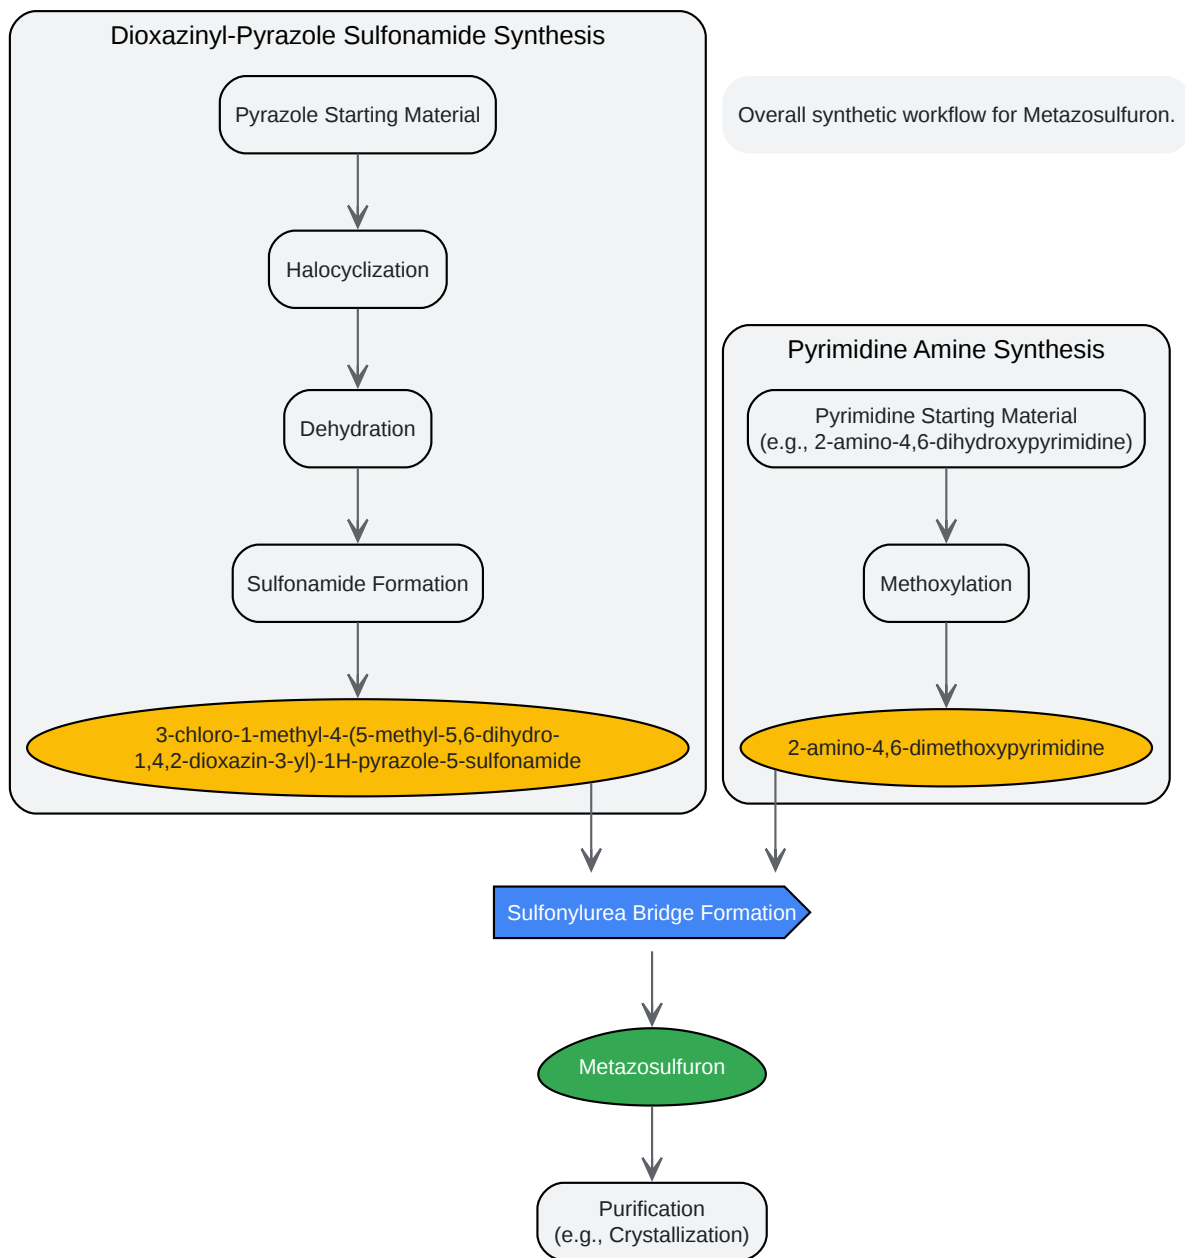 Dioxazinyl-Pyrazole Sulfonamide Synthesis
Pyrazole Starting Material
Overall synthetic workflow for Metazosulfuron.
Halocyclization
Dehydration
Sulfonamide Formation
3-chloro-1-methyl-4-(5-methyl-5,6-dihydro-
1,4,2-dioxazin-3-yl)-1H-pyrazole-5-sulfonamide
Pyrimidine Amine Synthesis
Pyrimidine Starting Material
(e.g., 2-amino-4,6-dihydroxypyrimidine)
Methoxylation
2-amino-4,6-dimethoxypyrimidine
Sulfonylurea Bridge Formation
Metazosulfuron
Purification
(e.g., Crystallization)